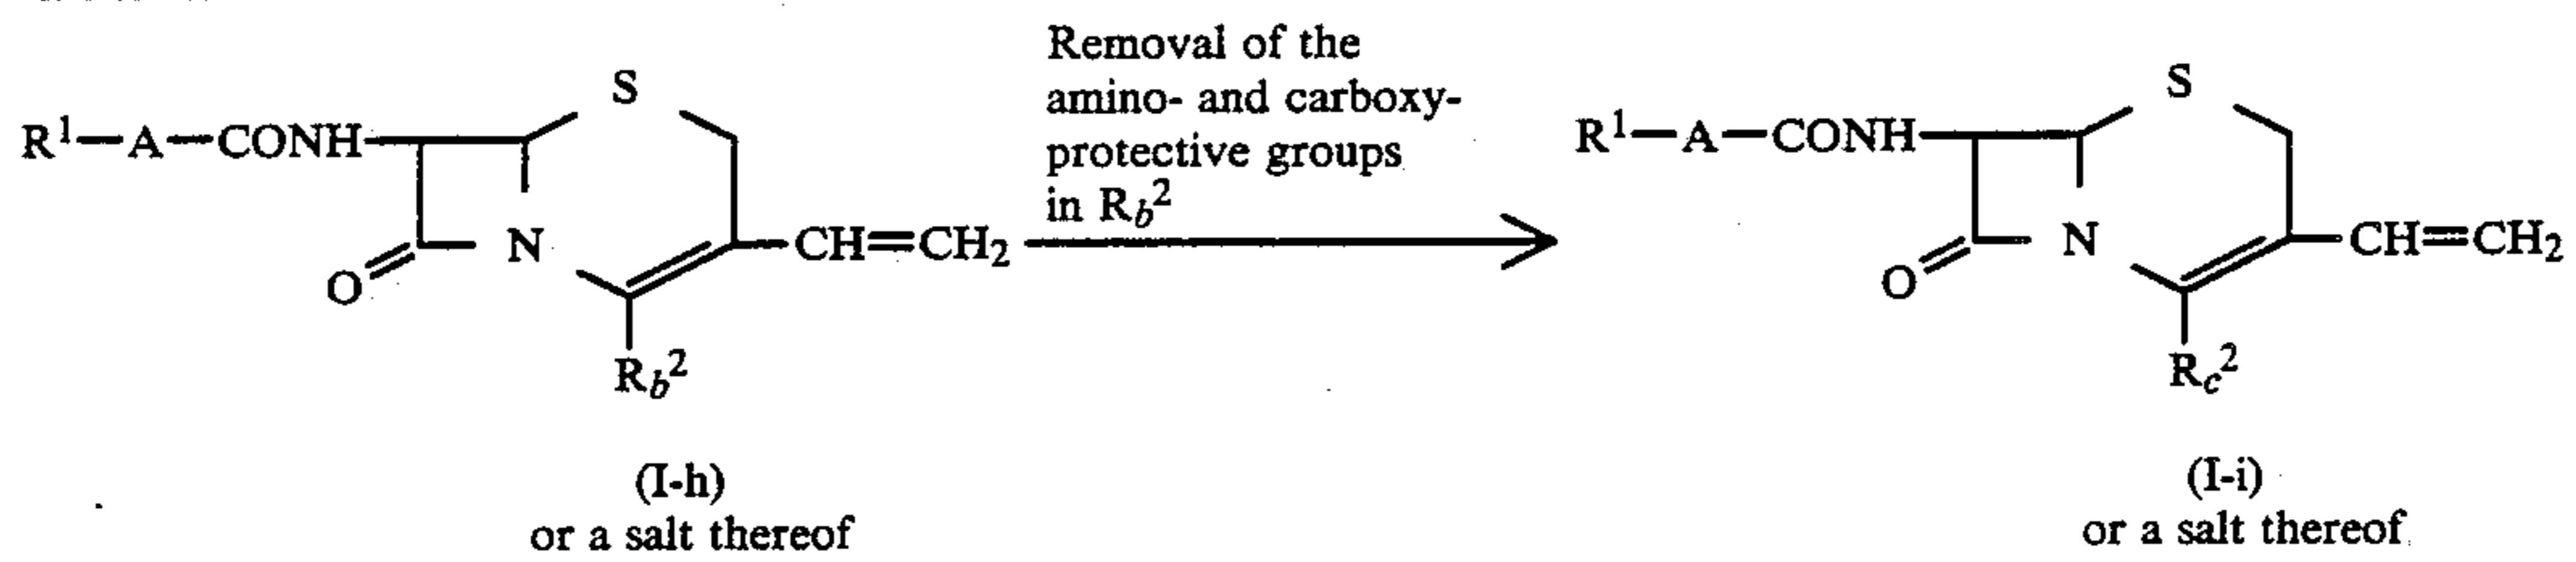 Removal of the
amino- and carboxy-
protective groups
in R_b^2
R^1—A—CONH S
O N CH=CH_2
R_b^2
(I-h)
or a salt thereof
R^1—A—CONH S
O N CH=CH_2
R_c^2
(I-i)
or a salt thereof